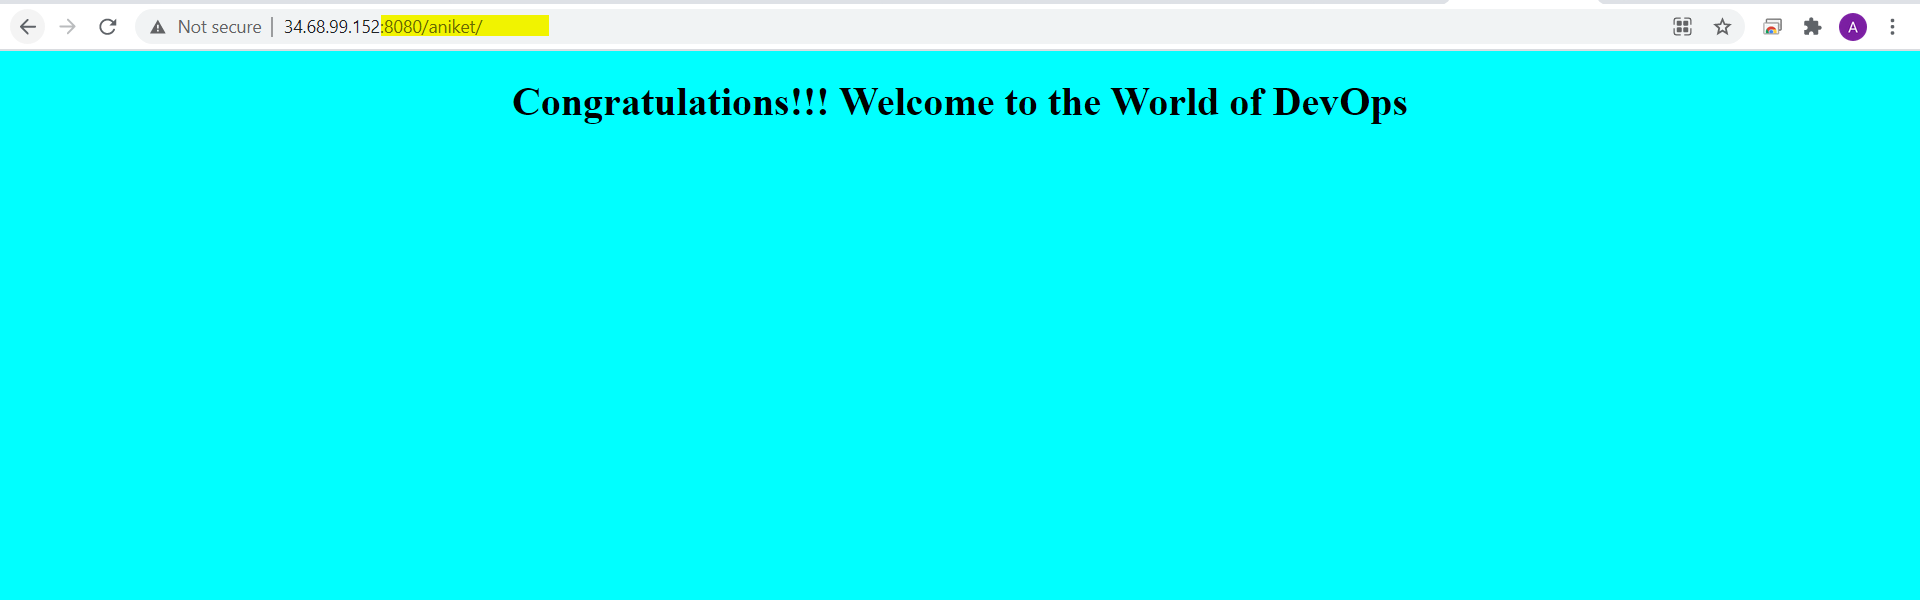 Not secure | 34.68.99.152:8080/aniket/
A
Congratulations!!! Welcome to the World of DevOps